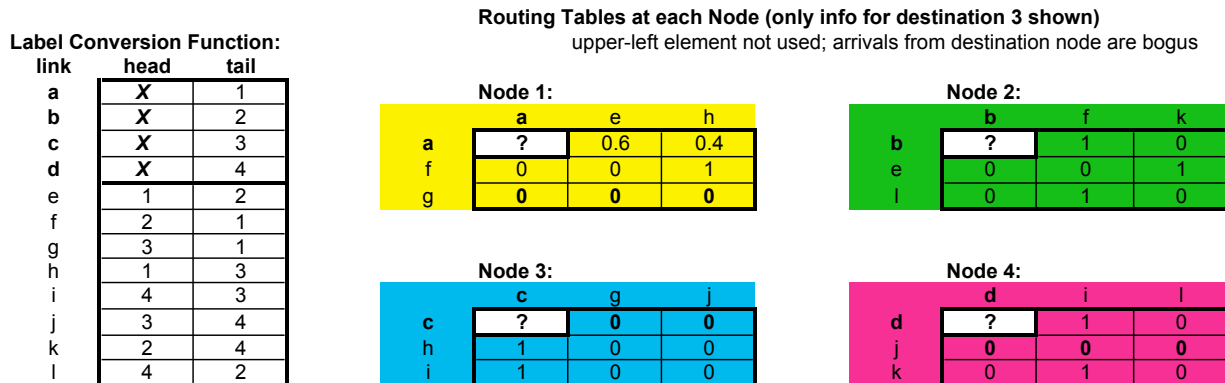 Routing Tables at each Node (only info for destination 3 shown)
Label Conversion Function: upper-left element not used; arrivals from destination node are bogus
link head tail
a X 1
b X 2
c X 3
d X 4
e 1 2
f 2 1
g 3 1
h 1 3
i 4 3
j 3 4
k 2 4
l 4 2
Node 1:
a e h
a ? 0.6 0.4
f 0 0 1
g 0 0 0
Node 2:
b f k
b ? 1 0
e 0 0 1
l 0 1 0
Node 3:
c g j
c ? 0 0
h 1 0 0
i 1 0 0
Node 4:
d i l
d ? 1 0
j 0 0 0
k 0 1 0